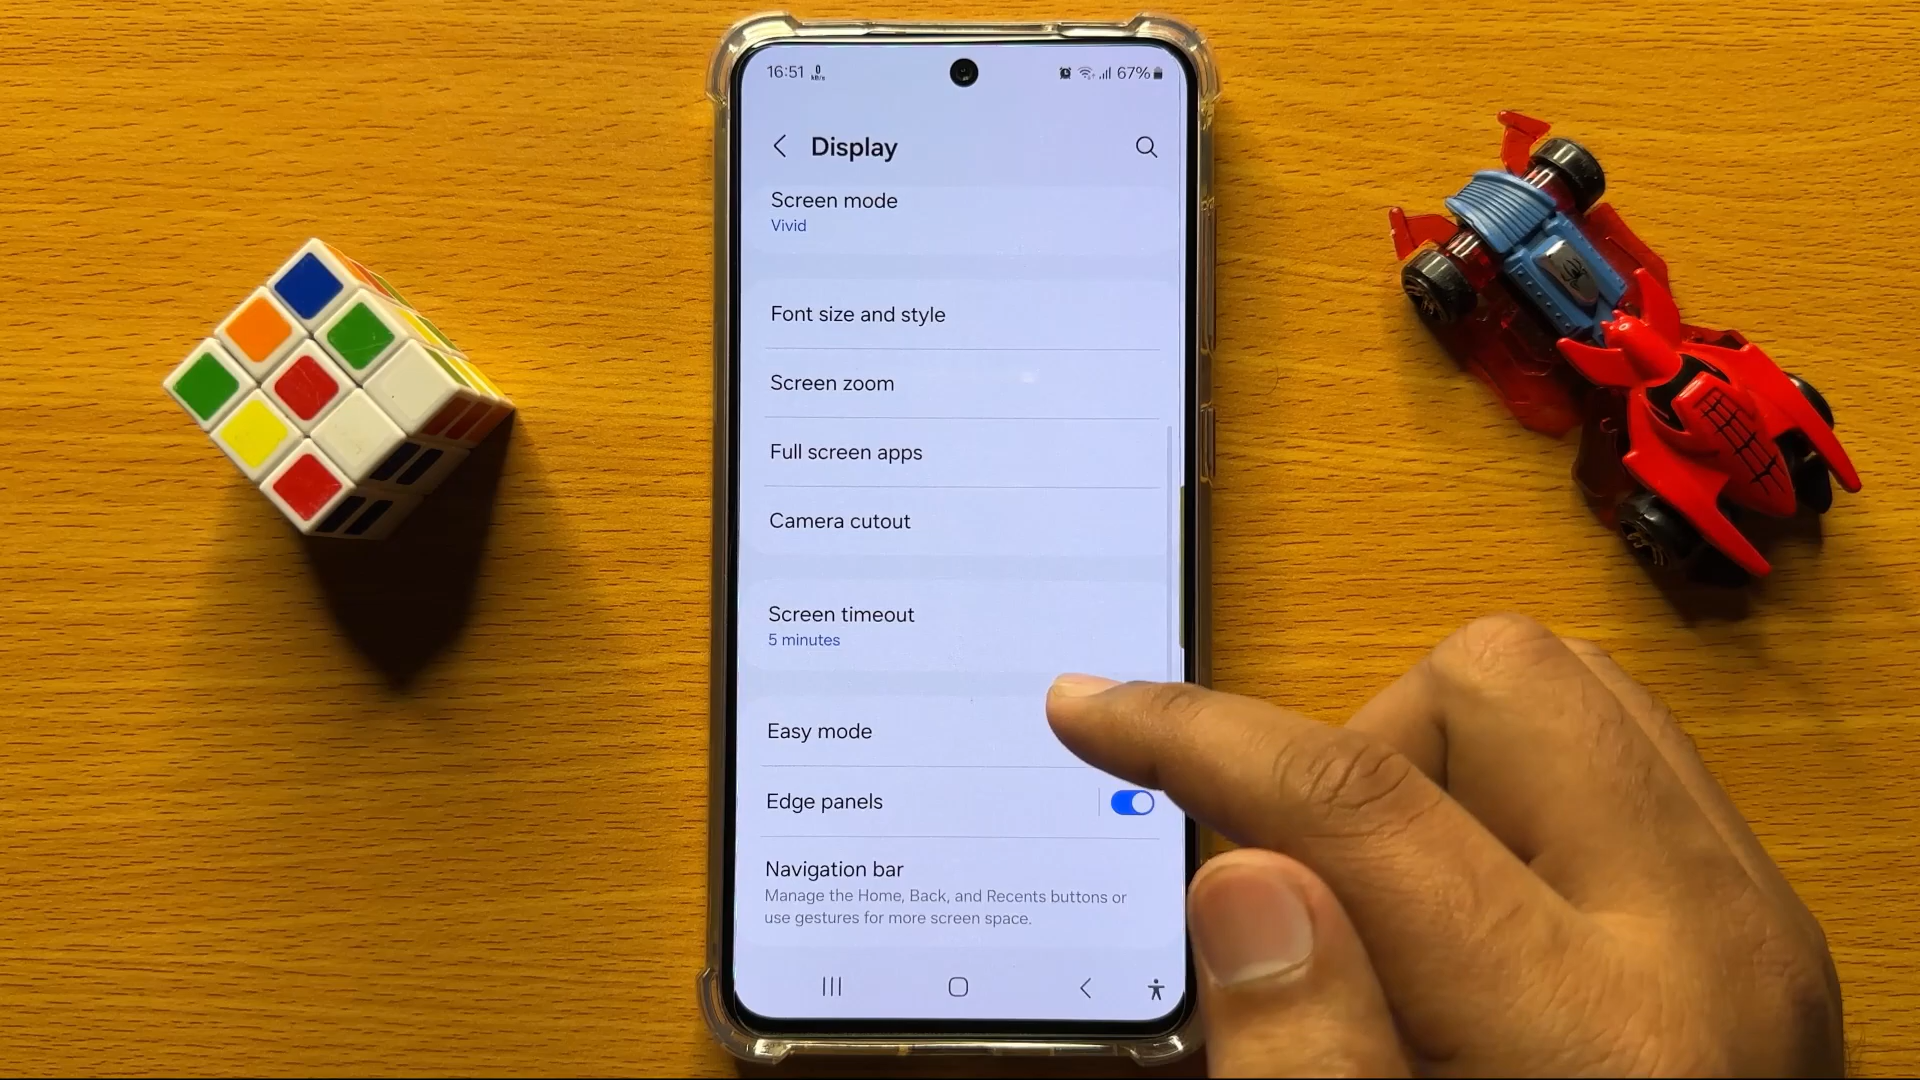 16:51 0 KB/s 67%
Display
Screen mode
Vivid
Font size and style
Screen zoom
Full screen apps
Camera cutout
Screen timeout
5 minutes
Easy mode
Edge panels
Navigation bar
Manage the Home, Back, and Recents buttons or
use gestures for more screen space.